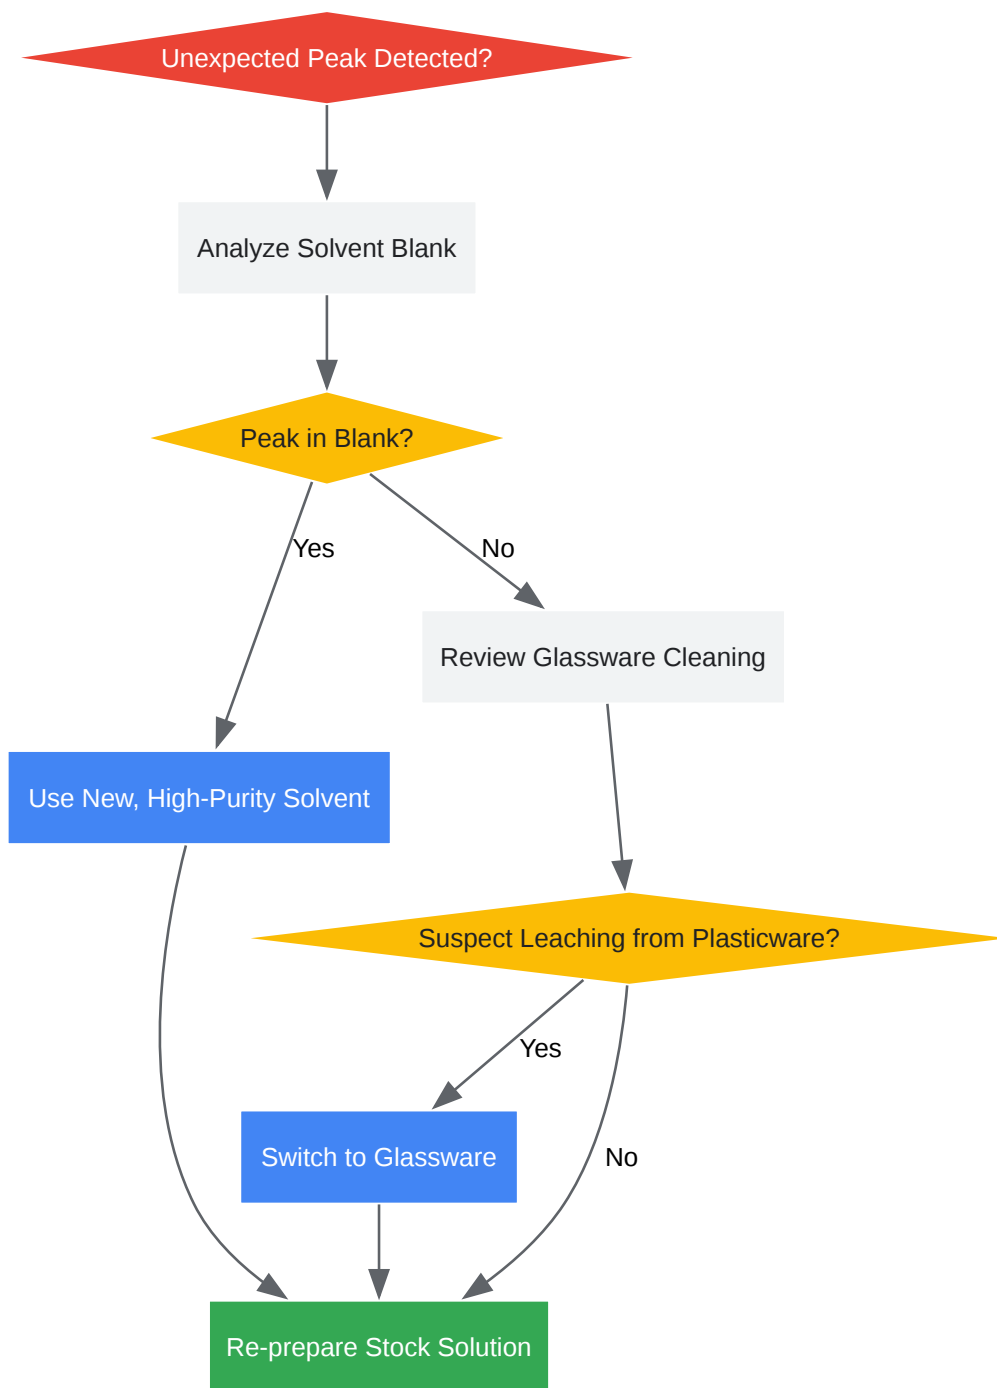 Unexpected Peak Detected?
Analyze Solvent Blank
Peak in Blank?
Yes
No
Review Glassware Cleaning
Use New, High-Purity Solvent
Suspect Leaching from Plasticware?
Yes
Switch to Glassware
No
Re-prepare Stock Solution